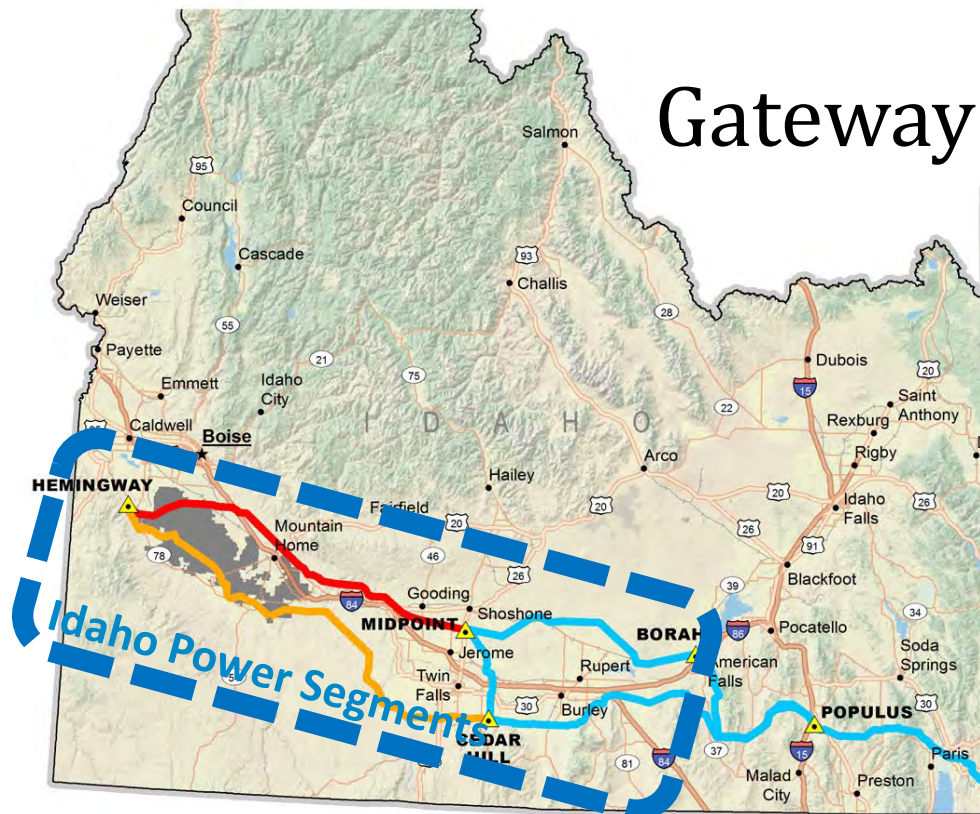 Gateway
Salmon
95
Council
Cascade
93
Challis
Weiser
55
28
Payette
21
75
Dubois
20
Emmett
Idaho
City
15
22
Saint
Anthony
Caldwell
IDAHO
Rexburg
Boise
Rigby
Arco
HEMINGWAY
Hailey
20
Idaho
Falls
26
Fairfield
20
20
26
Mountain
Home
78
46
91
26
Blackfoot
39
84
Gooding
Shoshone
34
MIDPOINT
BORAH
86
Pocatello
Idaho Power Segments
Jerome
American
Falls
Soda
Springs
Twin
Falls
Rupert
30
Burley
POPULUS
30
CEDAR
HILL
37
15
Paris
81
84
Malad
City
Preston